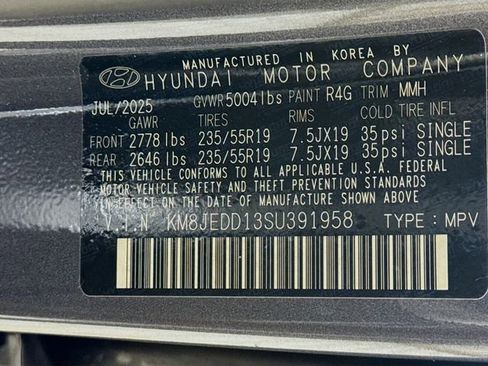 MANUFACTURED IN KOREA BY
HYUNDAI MOTOR COMPANY
JUL/2025 GVWR 5004 lbs PAINT R4G TRIM MMH
GAWR TIRES RIMS COLD TIRE INFL
FRONT 2778 lbs 235/55R19 7.5JX19 35psi SINGLE
REAR 2646 lbs 235/55R19 7.5JX19 35psi SINGLE
THIS VEHICLE CONFORMS TO ALL APPLICABLE U.S.A. FEDERAL
MOTOR VEHICLE SAFETY AND THEFT PREVENTION STANDARDS IN
EFFECT ON THE DATE OF MANUFACTURE SHOWN ABOVE
V.I.N KM8JEDD13SU391958 TYPE : MPV